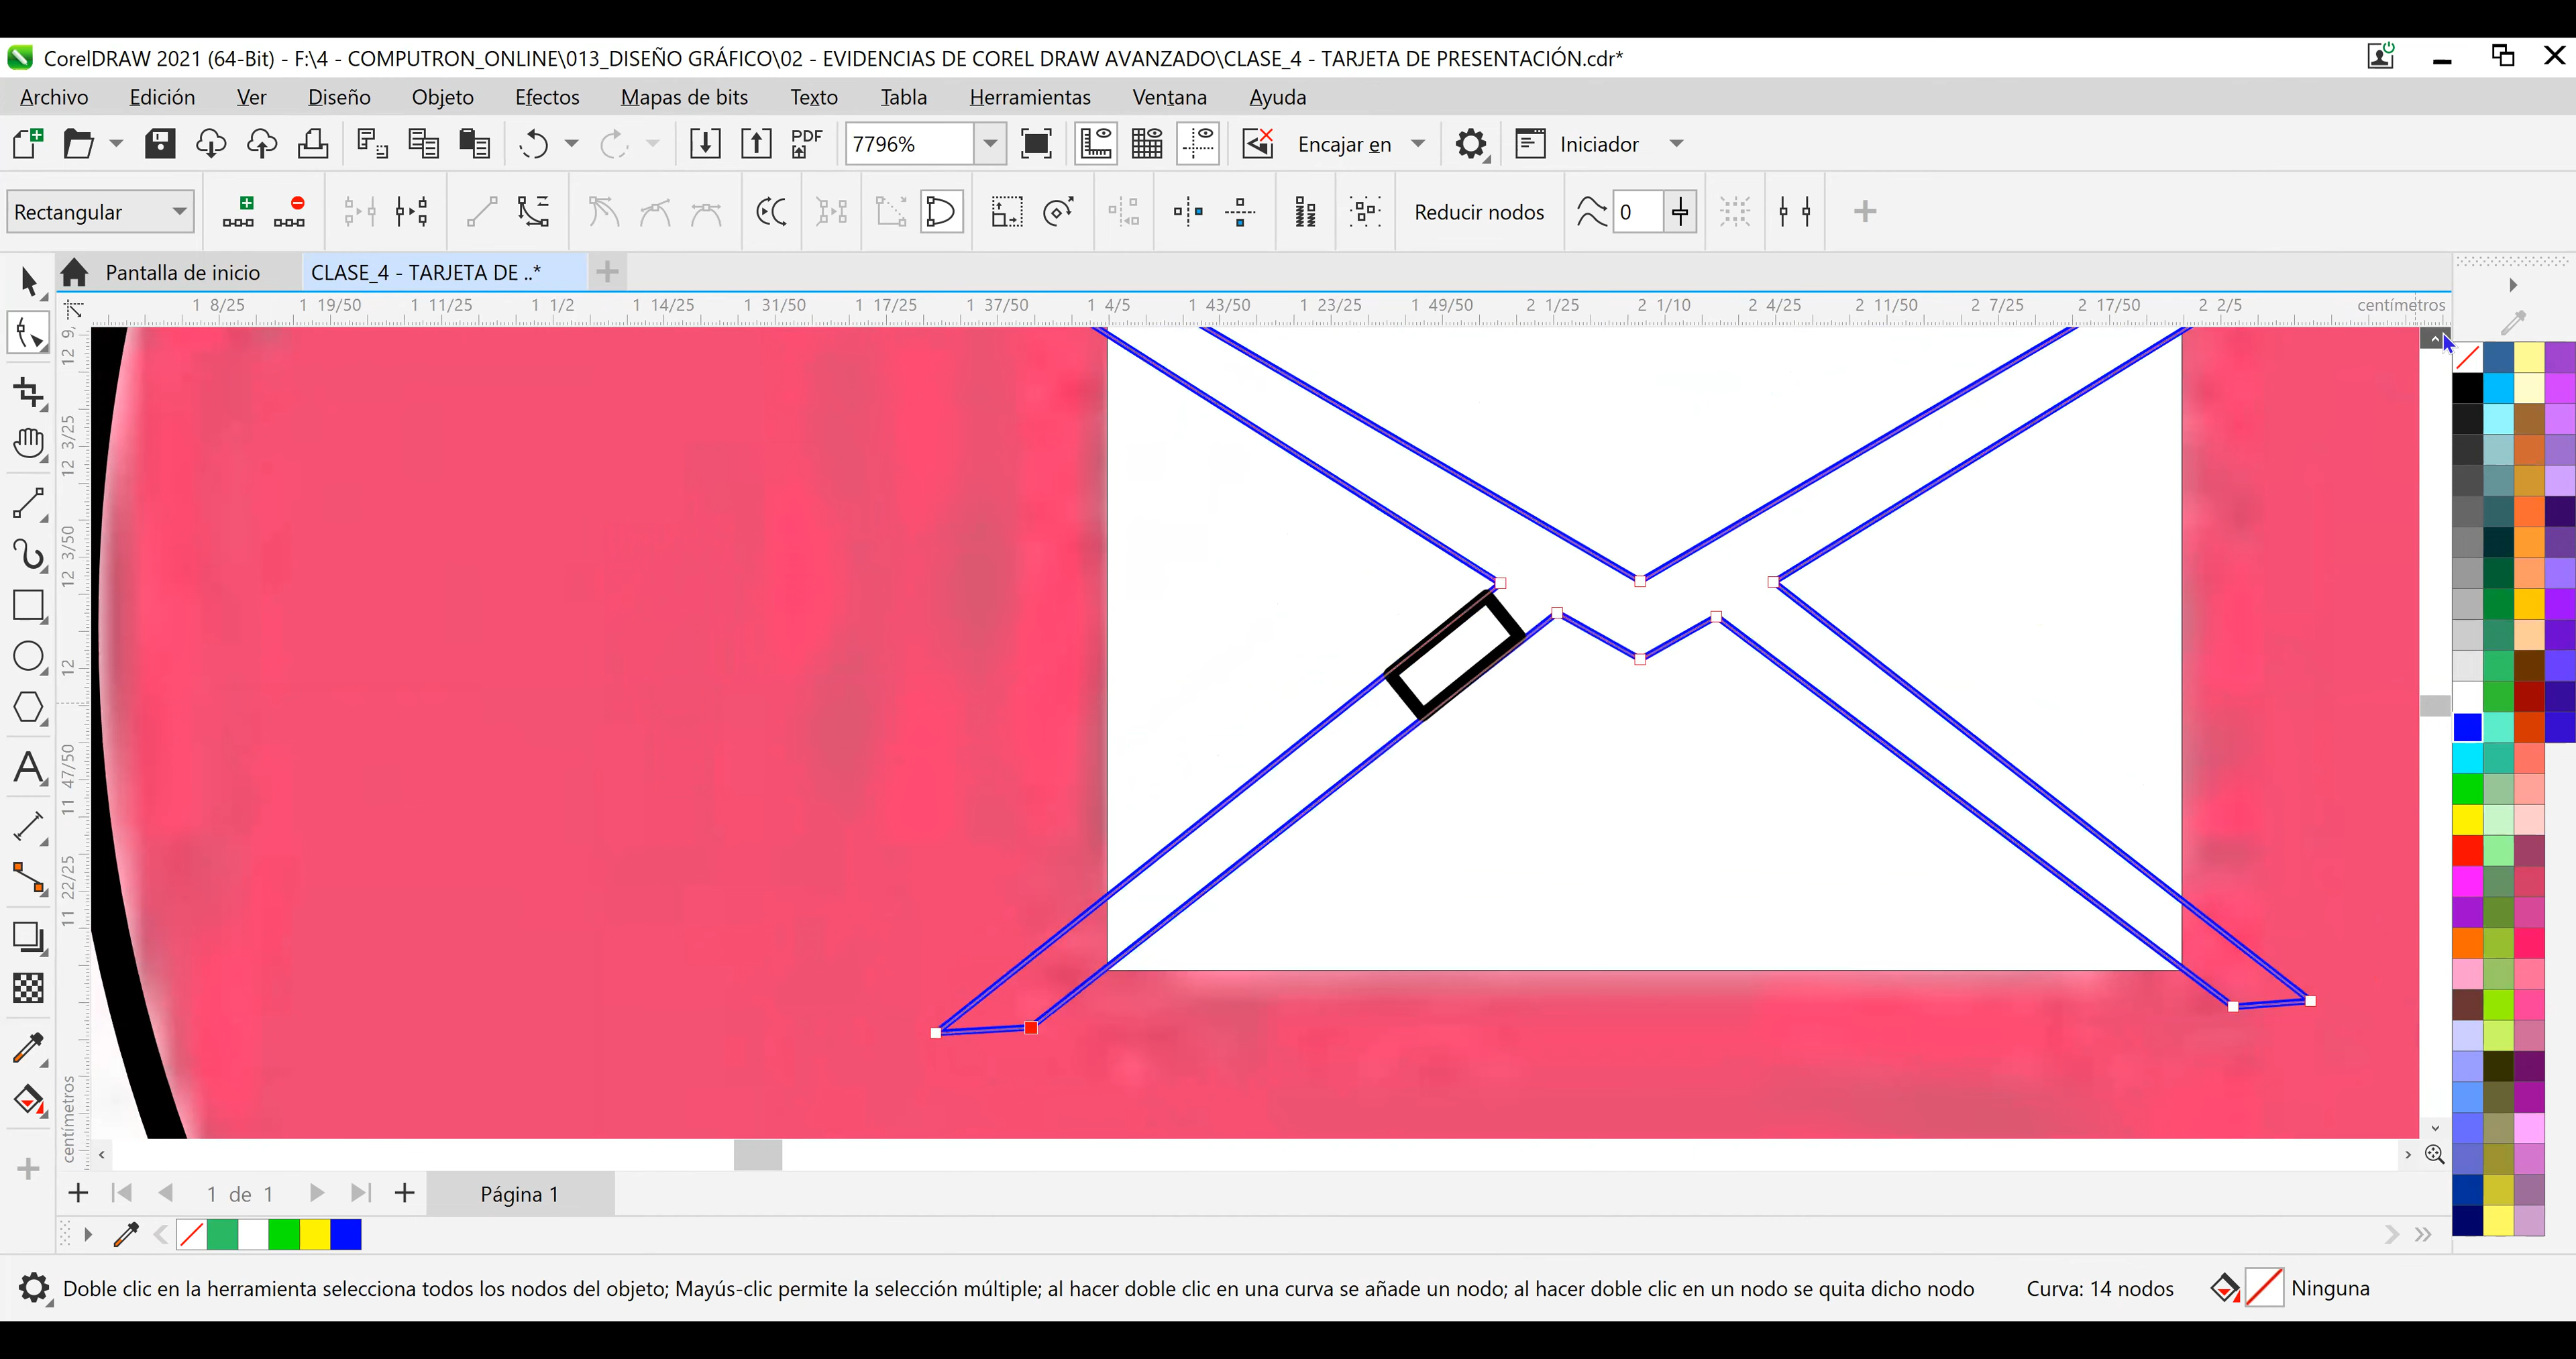 CorelDRAW 2021 (64-Bit) - F:\4 - COMPUTRON_ONLINE\013_DISEÑO GRÁFICO\02 - EVIDENCIAS DE COREL DRAW AVANZADO\CLASE_4 - TARJETA DE PRESENTACIÓN.cdr*
Archivo Edición Ver Diseño Objeto Efectos Mapas de bits Texto Tabla Herramientas Ventana Ayuda
PDF 7796% Encajar en Iniciador
Rectangular Reducir nodos 0
Pantalla de inicio CLASE_4 - TARJETA DE ..*
1 8/25 1 19/50 1 11/25 1 1/2 1 14/25 1 31/50 1 17/25 1 37/50 1 4/5 1 43/50 1 23/25 1 49/50 2 1/25 2 1/10 2 4/25 2 11/50 2 7/25 2 17/50 2 2/5 centímetros
12 9,
12 3/25
12 3/50
12
11 47/50
11 22/25
centímetros
1 de 1 Página 1
Doble clic en la herramienta selecciona todos los nodos del objeto; Mayús-clic permite la selección múltiple; al hacer doble clic en una curva se añade un nodo; al hacer doble clic en un nodo se quita dicho nodo Curva: 14 nodos Ninguna